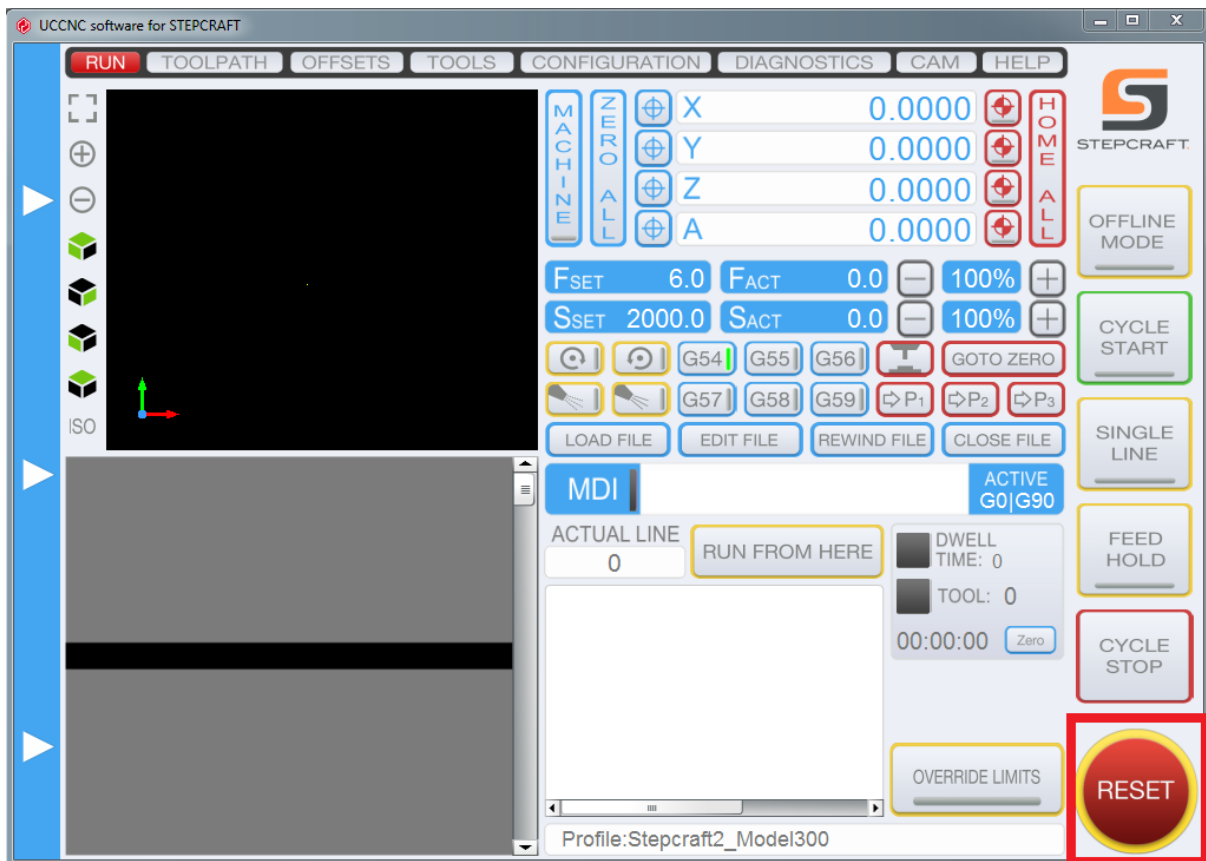 UCCNC software for STEPCRAFT
RUN TOOLPATH OFFSETS TOOLS CONFIGURATION DIAGNOSTICS CAM HELP
MACHINE
ZERO ALL
X 0.0000
Y 0.0000
Z 0.0000
A 0.0000
HOME ALL
STEPCRAFT
ISO
FSET 6.0 FACT 0.0 100%
SSET 2000.0 SACT 0.0 100%
G54 G55 G56 GOTO ZERO
G57 G58 G59 P1 P2 P3
LOAD FILE EDIT FILE REWIND FILE CLOSE FILE
MDI
ACTIVE
G0|G90
ACTUAL LINE
0
RUN FROM HERE
DWELL
TIME: 0
TOOL: 0
00:00:00 Zero
OVERRIDE LIMITS
Profile:Stepcraft2_Model300
OFFLINE
MODE
CYCLE
START
SINGLE
LINE
FEED
HOLD
CYCLE
STOP
RESET